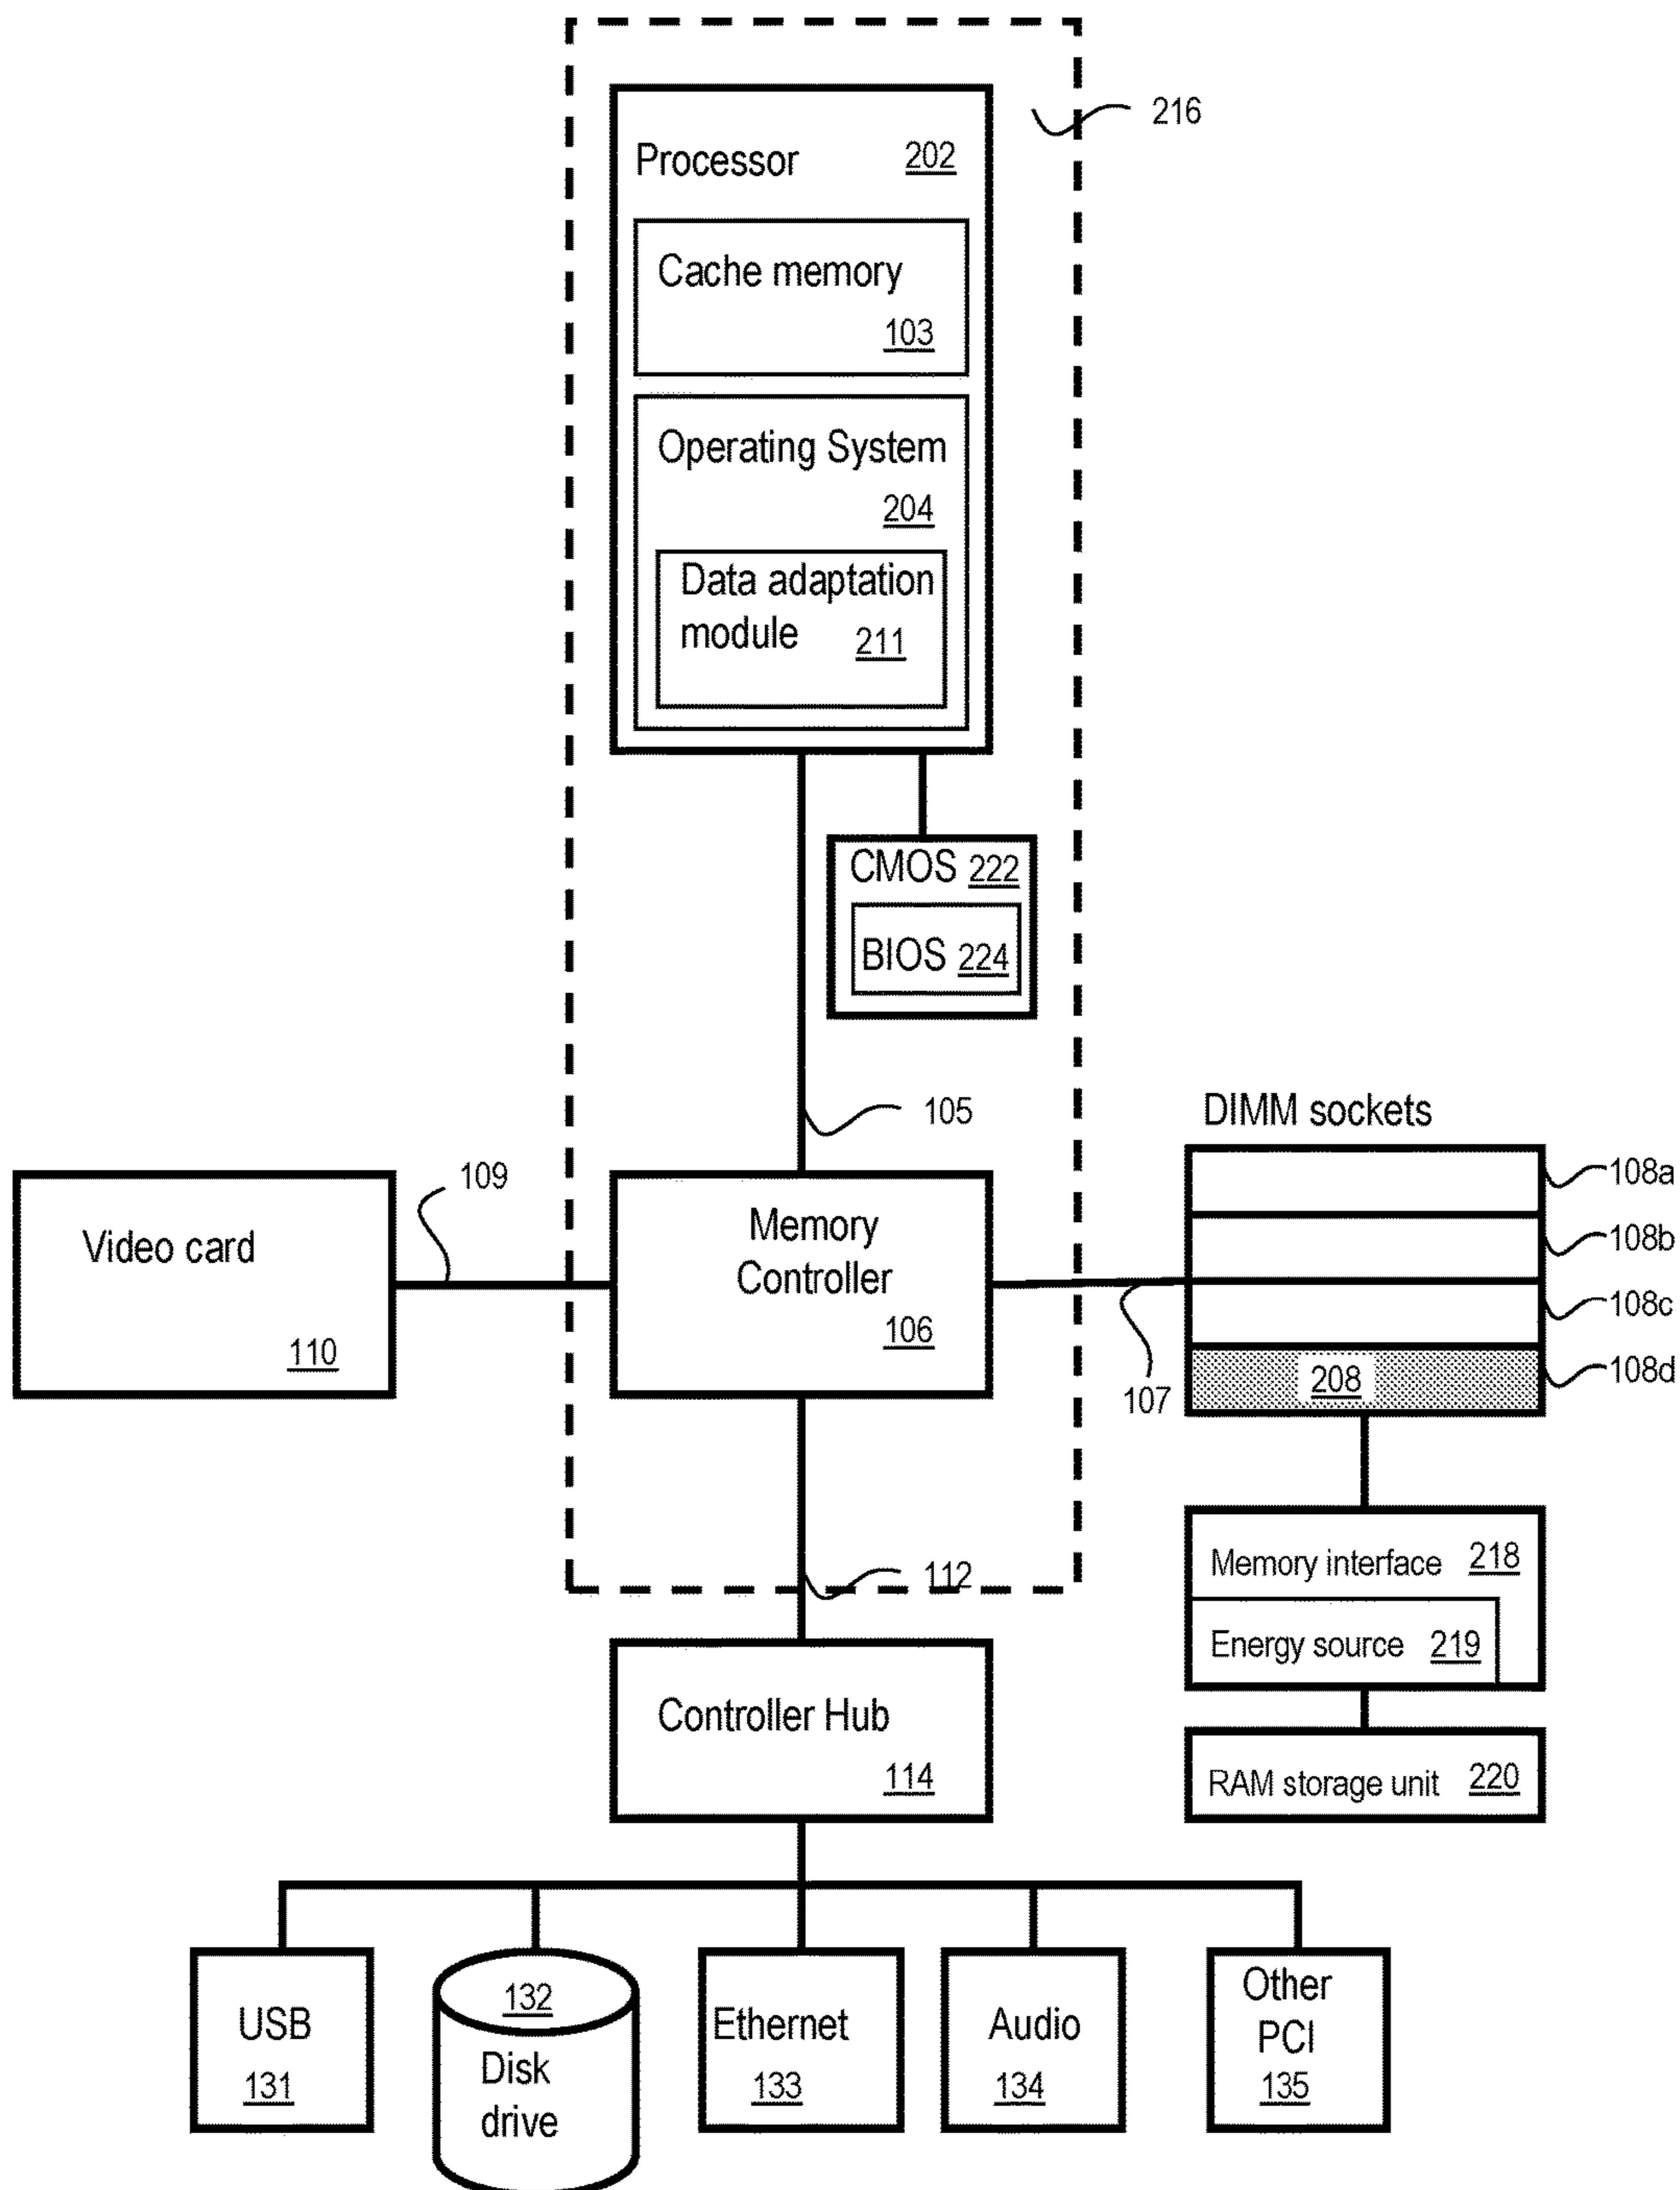 216
Processor 202
Cache memory
103
Operating System
204
Data adaptation
module 211
CMOS 222
BIOS 224
105
DIMM sockets
108a
108b
108c
108d
208
107
109
Video card
110
Memory
Controller
106
112
Memory interface 218
Energy source 219
RAM storage unit 220
Controller Hub
114
USB
131
132
Disk
drive
Ethernet
133
Audio
134
Other
PCI
135